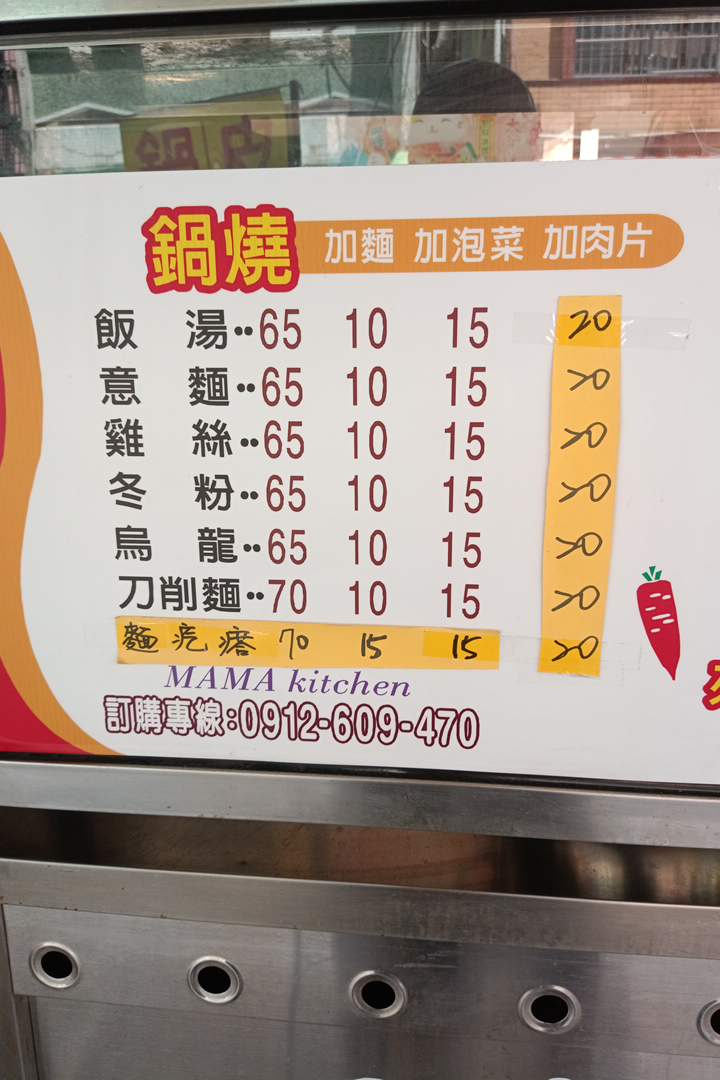 鍋燒 加麵 加泡菜 加肉片
飯湯··65 10 15 20
意麵··65 10 15 20
雞絲··65 10 15 20
冬粉··65 10 15 20
烏龍··65 10 15 20
刀削麵··70 10 15 20
麵疙瘩 70 15 15 20
MAMA kitchen
訂購專線:0912-609-470